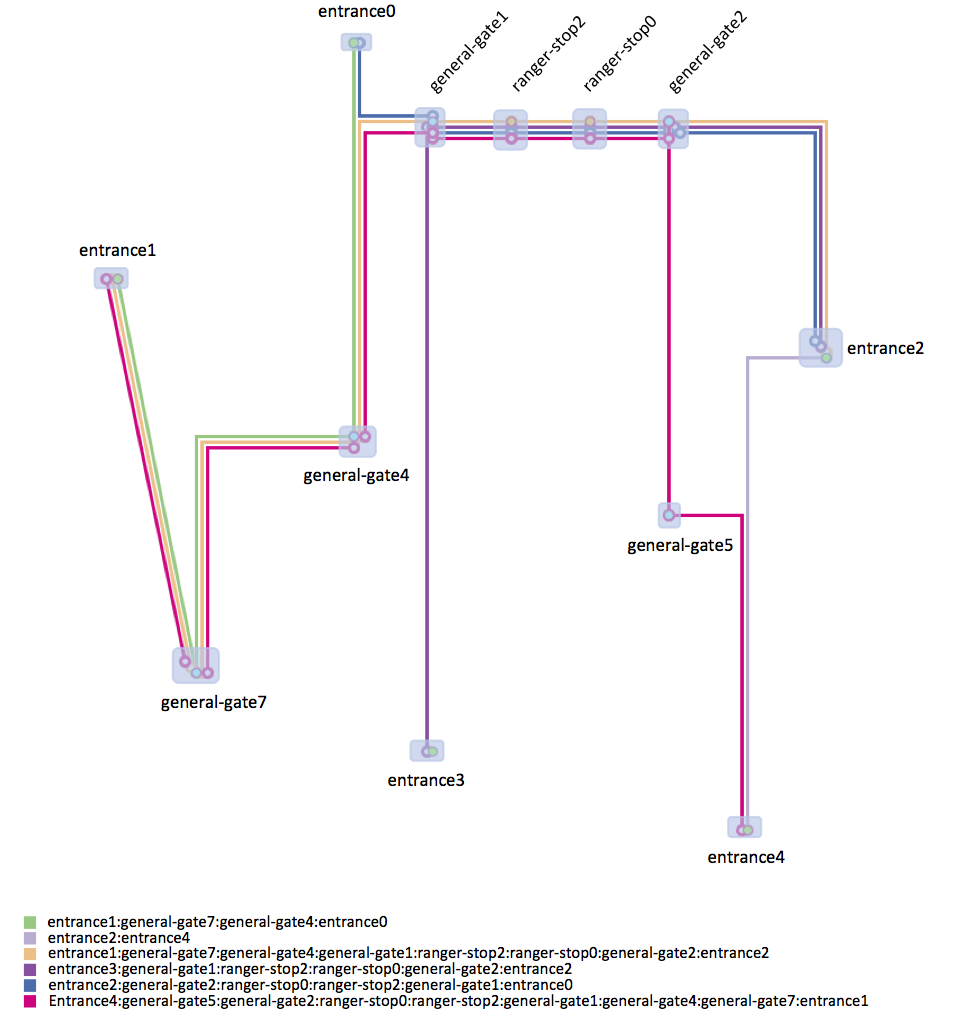 entrance0
general-gate1
ranger-stop2
ranger-stop0
general-gate2
entrance1
entrance2
general-gate4
general-gate5
general-gate7
entrance3
entrance4
entrance1:general-gate7:general-gate4:entrance0
entrance2:entrance4
entrance1:general-gate7:general-gate4:general-gate1:ranger-stop2:ranger-stop0:general-gate2:entrance2
entrance3:general-gate1:ranger-stop2:ranger-stop0:general-gate2:entrance2
entrance2:general-gate2:ranger-stop0:ranger-stop2:general-gate1:entrance0
Entrance4:general-gate5:general-gate2:ranger-stop0:ranger-stop2:general-gate1:general-gate4:general-gate7:entrance1